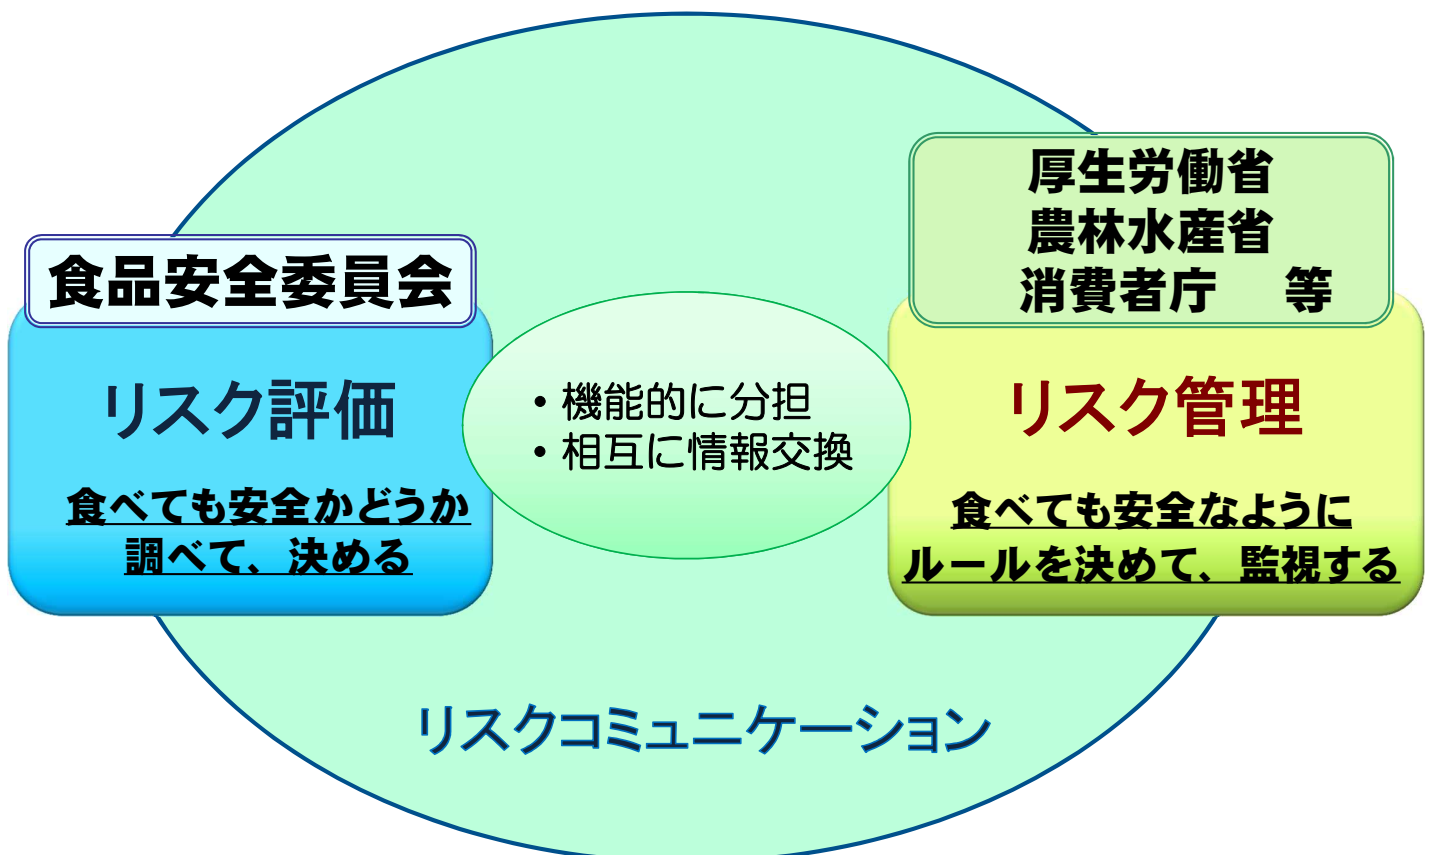 食品安全委員会
リスク評価
食べても安全かどうか
調べて、決める
・機能的に分担
・相互に情報交換
厚生労働省
農林水産省
消費者庁　等
リスク管理
食べても安全なように
ルールを決めて、監視する
リスクコミュニケーション